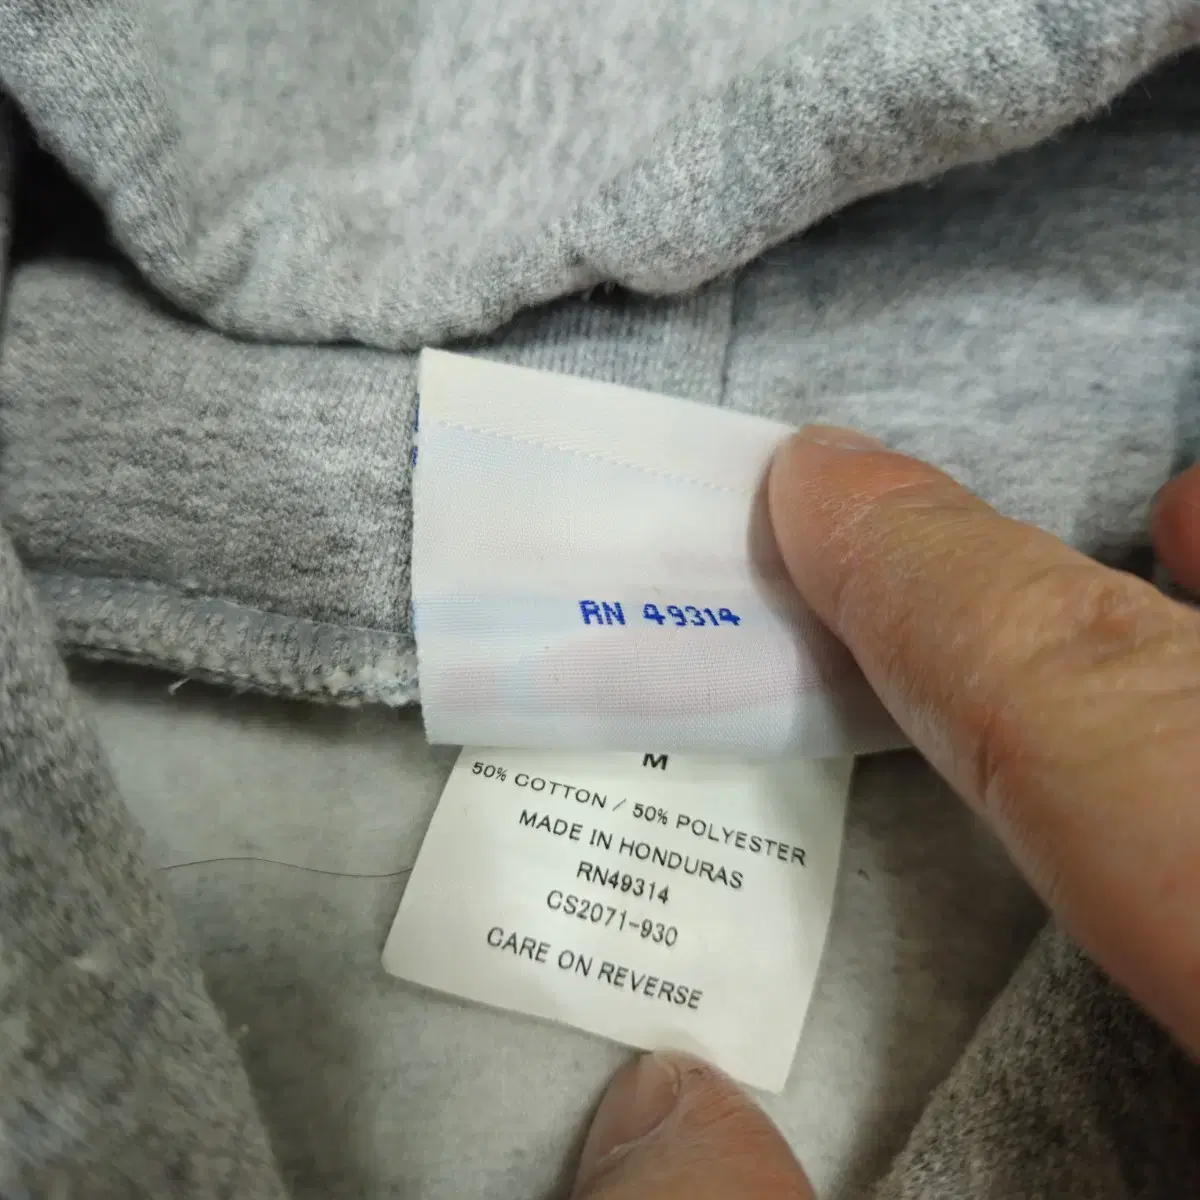 RN 49314
M
50% COTTON / 50% POLYESTER
MADE IN HONDURAS
RN49314
CS2071-930
CARE ON REVERSE